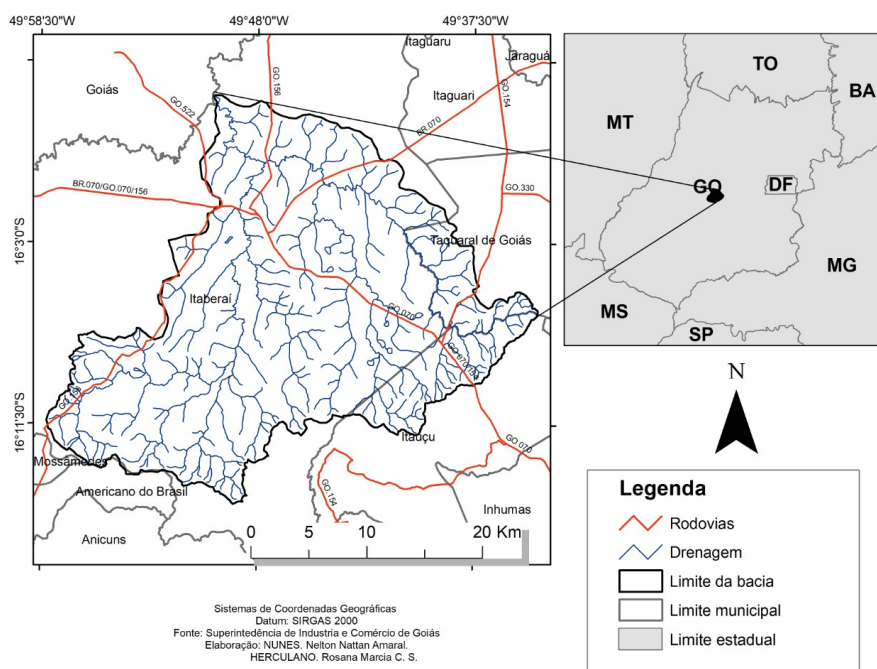 49°58'30"W
49°48'0"W
49°37'30"W
Itaguaru
Jaraguá
Goiás
GO.522
GO.156
GO.154
Itaguari
BR.070
BR.070/GO.070/156
GO.330
16°30'S
Taquaral de Goiás
Itaberaí
GO.070
GO.070/154
GO.156
16°11'30"S
Itauçu
GO.070
Mossamedes
Americano do Brasil
GO.154
Inhumas
Anicuns
0 5 10 20 Km
TO
BA
MT
GO
DF
MG
MS
SP
N
Legenda
Rodovias
Drenagem
Limite da bacia
Limite municipal
Limite estadual
Sistemas de Coordenadas Geográficas
Datum: SIRGAS 2000
Fonte: Superintedência de Industria e Comércio de Goiás
Elaboração: NUNES. Nelton Nattan Amaral.
HERCULANO. Rosana Marcia C. S.